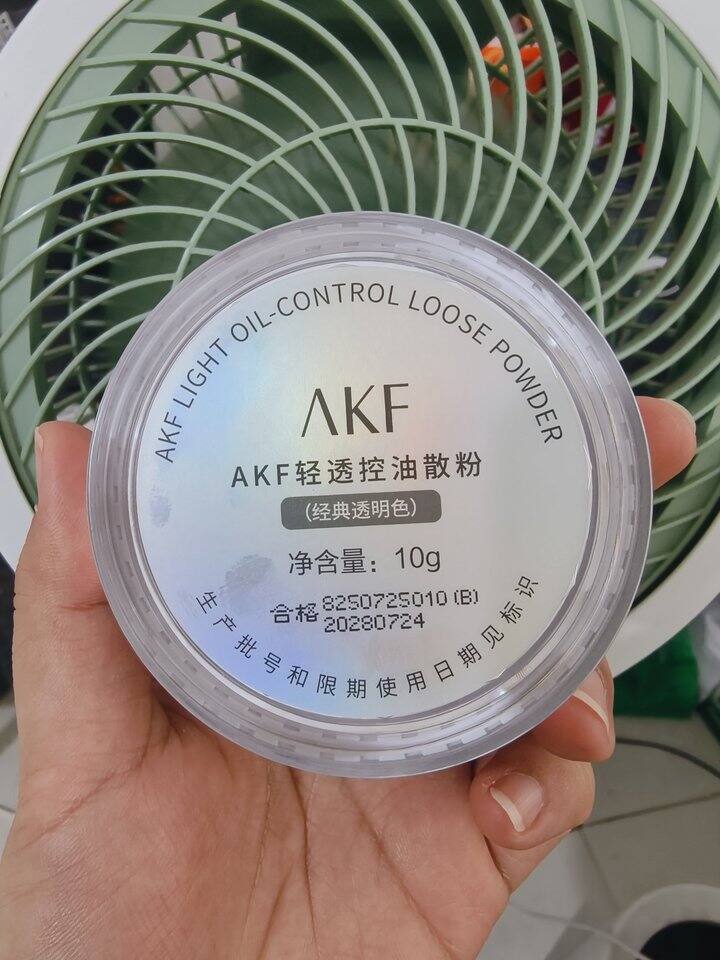 AKF LIGHT OIL-CONTROL LOOSE POWDER
AKF
AKF轻透控油散粉
(经典透明色)
净含量：10g
合格 8250725010 (B)
20280724
生产批号和限期使用日期见标识